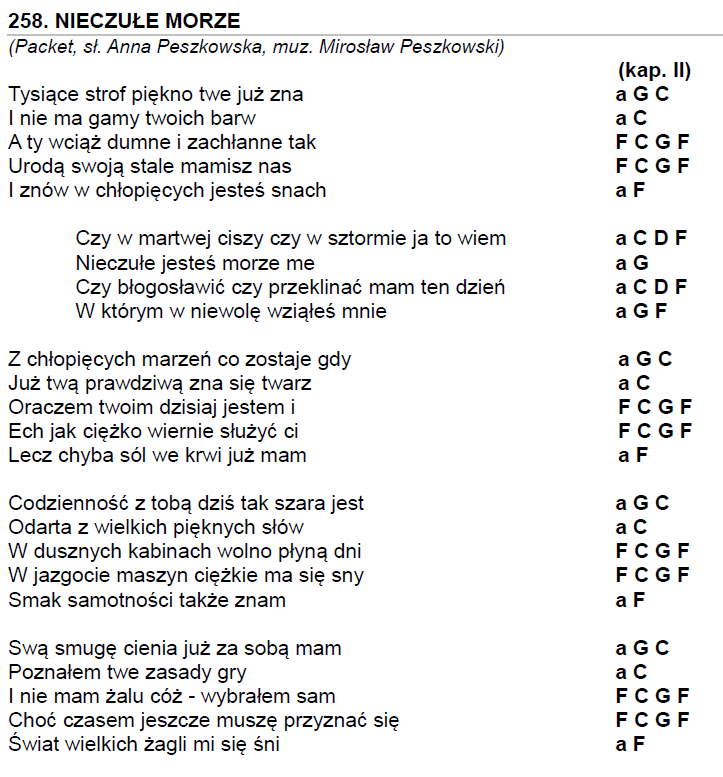 258. NIECZUŁE MORZE
(Packet, sł. Anna Peszkowska, muz. Mirosław Peszkowski)
(kap. II)
Tysiące strof piękno twe już zna a G C
I nie ma gamy twoich barw a C
A ty wciąż dumne i zachłanne tak F C G F
Urodą swoją stale mamisz nas F C G F
I znów w chłopięcych jesteś snach a F

Czy w martwej ciszy czy w sztormie ja to wiem a C D F
Nieczułe jesteś morze me a G
Czy błogosławić czy przeklinać mam ten dzień a C D F
W którym w niewolę wziąłeś mnie a G F

Z chłopięcych marzeń co zostaje gdy a G C
Już twą prawdziwą zna się twarz a C
Oraczem twoim dzisiaj jestem i F C G F
Ech jak ciężko wiernie służyć ci F C G F
Lecz chyba sól we krwi już mam a F

Codzienność z tobą dziś tak szara jest a G C
Odarta z wielkich pięknych słów a C
W dusznych kabinach wolno płyną dni F C G F
W jazgocie maszyn ciężkie ma się sny F C G F
Smak samotności także znam a F

Swą smugę cienia już za sobą mam a G C
Poznałem twe zasady gry a C
I nie mam żalu cóż - wybrałem sam F C G F
Choć czasem jeszcze muszę przyznać się F C G F
Świat wielkich żagli mi się śni a F